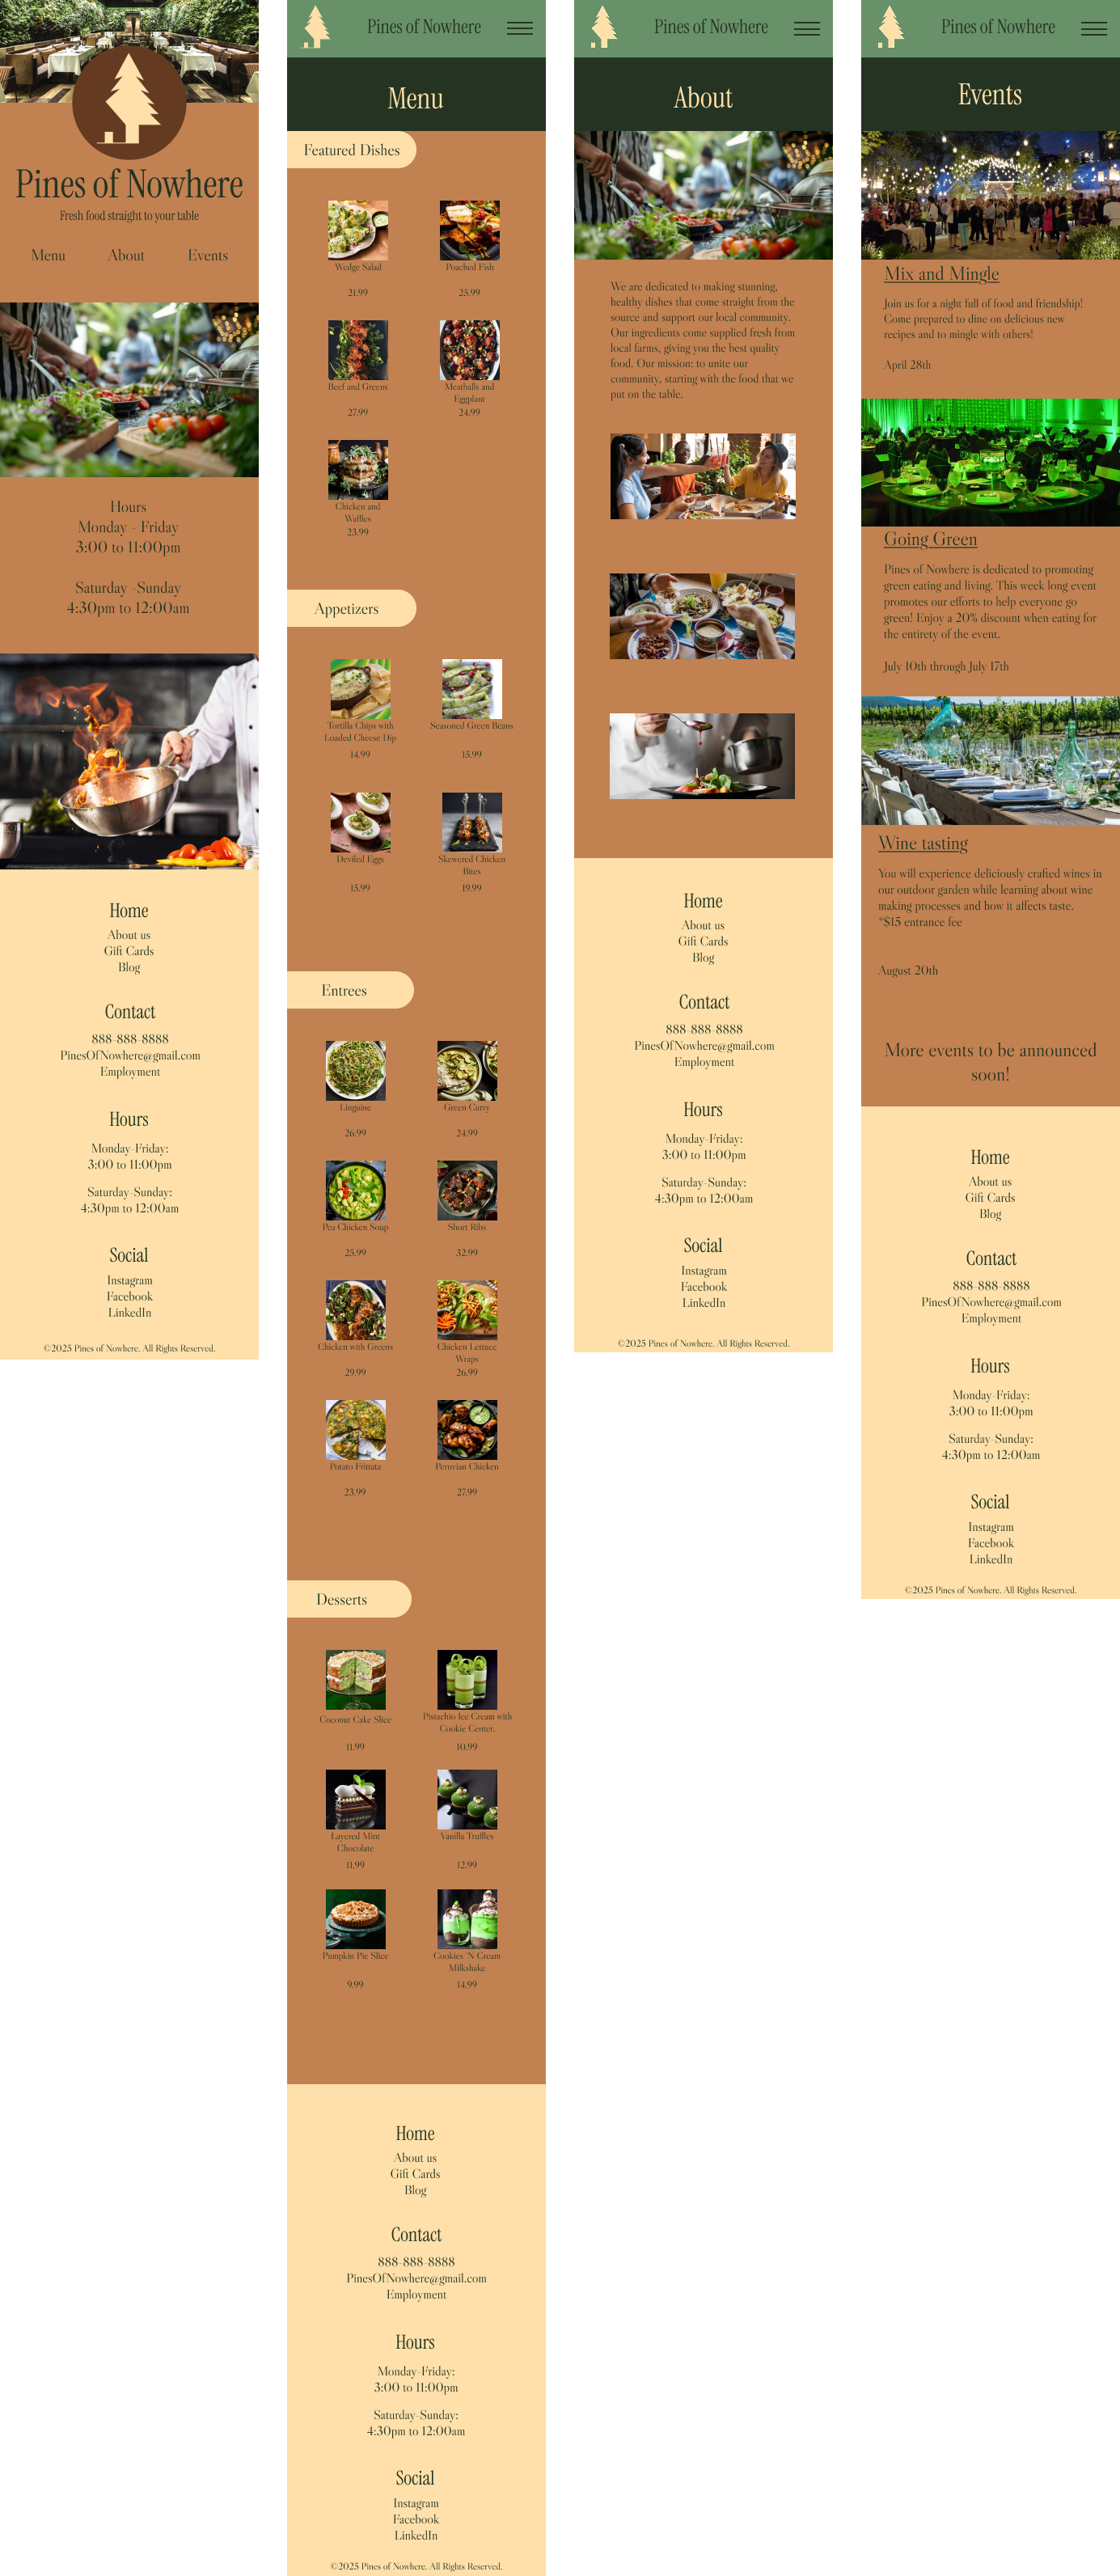 Pines of Nowhere
Fresh food straight to your table
Menu About Events
Hours
Monday - Friday
3:00 to 11:00pm
Saturday -Sunday
4:30pm to 12:00am
Home
About us
Gift Cards
Blog
Contact
888-888-8888
PinesOfNowhere@gmail.com
Employment
Hours
Monday-Friday:
3:00 to 11:00pm
Saturday-Sunday:
4:30pm to 12:00am
Social
Instagram
Facebook
LinkedIn
©2025 Pines of Nowhere. All Rights Reserved.
Pines of Nowhere
Menu
Featured Dishes
Wedge Salad
21.99
Poached Fish
25.99
Beef and Greens
27.99
Meatballs and
Eggplant
24.99
Chicken and
Waffles
23.99
Appetizers
Tortilla Chips with
Loaded Cheese Dip
14.99
Seasoned Green Beans
15.99
Deviled Eggs
15.99
Skewered Chicken
Bites
19.99
Entrees
Linguine
26.99
Green Curry
24.99
Pea Chicken Soup
25.99
Short Ribs
32.99
Chicken with Greens
29.99
Chicken Lettuce
Wraps
26.99
Potato Frittata
23.99
Peruvian Chicken
27.99
Desserts
Coconut Cake Slice
11.99
Pistachio Ice Cream with
Cookie Center.
10.99
Layered Mint
Chocolate
11.99
Vanilla Truffles
12.99
Pumpkin Pie Slice
9.99
Cookies 'N Cream
Milkshake
14.99
Home
About us
Gift Cards
Blog
Contact
888-888-8888
PinesOfNowhere@gmail.com
Employment
Hours
Monday-Friday:
3:00 to 11:00pm
Saturday-Sunday:
4:30pm to 12:00am
Social
Instagram
Facebook
LinkedIn
©2025 Pines of Nowhere. All Rights Reserved.
Pines of Nowhere
About
We are dedicated to making stunning,
healthy dishes that come straight from the
source and support our local community.
Our ingredients come supplied fresh from
local farms, giving you the best quality
food. Our mission: to unite our
community, starting with the food that we
put on the table.
Home
About us
Gift Cards
Blog
Contact
888-888-8888
PinesOfNowhere@gmail.com
Employment
Hours
Monday-Friday:
3:00 to 11:00pm
Saturday-Sunday:
4:30pm to 12:00am
Social
Instagram
Facebook
LinkedIn
©2025 Pines of Nowhere. All Rights Reserved.
Pines of Nowhere
Events
Mix and Mingle
Join us for a night full of food and friendship!
Come prepared to dine on delicious new
recipes and to mingle with others!
April 28th
Going Green
Pines of Nowhere is dedicated to promoting
green eating and living. This week long event
promotes our efforts to help everyone go
green! Enjoy a 20% discount when eating for
the entirety of the event.
July 10th through July 17th
Wine tasting
You will experience deliciously crafted wines in
our outdoor garden while learning about wine
making processes and how it affects taste.
*$15 entrance fee
August 20th
More events to be announced
soon!
Home
About us
Gift Cards
Blog
Contact
888-888-8888
PinesOfNowhere@gmail.com
Employment
Hours
Monday-Friday:
3:00 to 11:00pm
Saturday-Sunday:
4:30pm to 12:00am
Social
Instagram
Facebook
LinkedIn
©2025 Pines of Nowhere. All Rights Reserved.